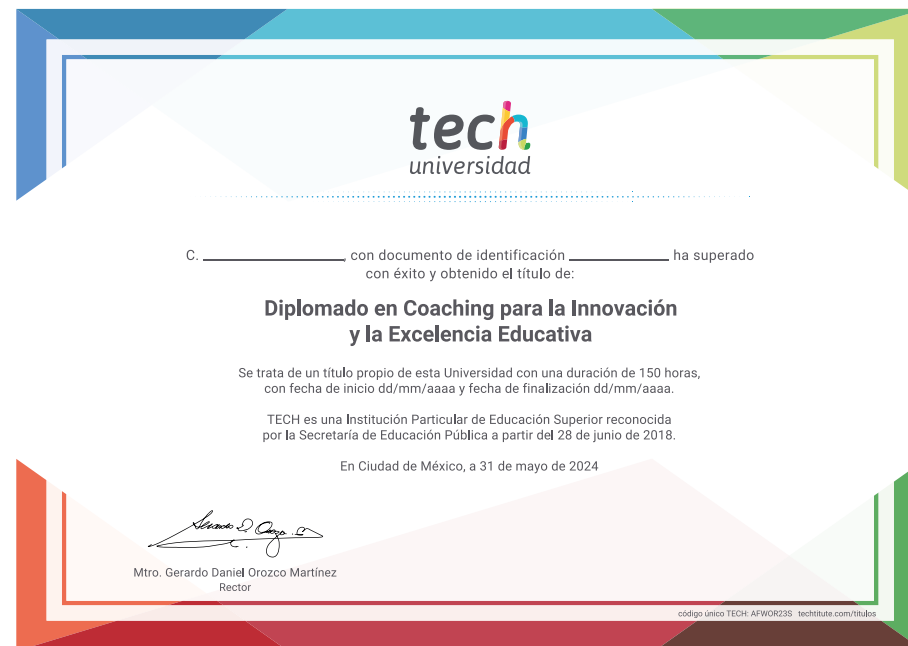 tech
universidad
C. ____________, con documento de identificación ____________ ha superado
con éxito y obtenido el título de:
Diplomado en Coaching para la Innovación
y la Excelencia Educativa
Se trata de un título propio de esta Universidad con una duración de 150 horas,
con fecha de inicio dd/mm/aaaa y fecha de finalización dd/mm/aaaa.
TECH es una Institución Particular de Educación Superior reconocida
por la Secretaría de Educación Pública a partir del 28 de junio de 2018.
En Ciudad de México, a 31 de mayo de 2024
Mtro. Gerardo Daniel Orozco Martínez
Rector
código único TECH: AFWOR23S techtitute.com/titulos